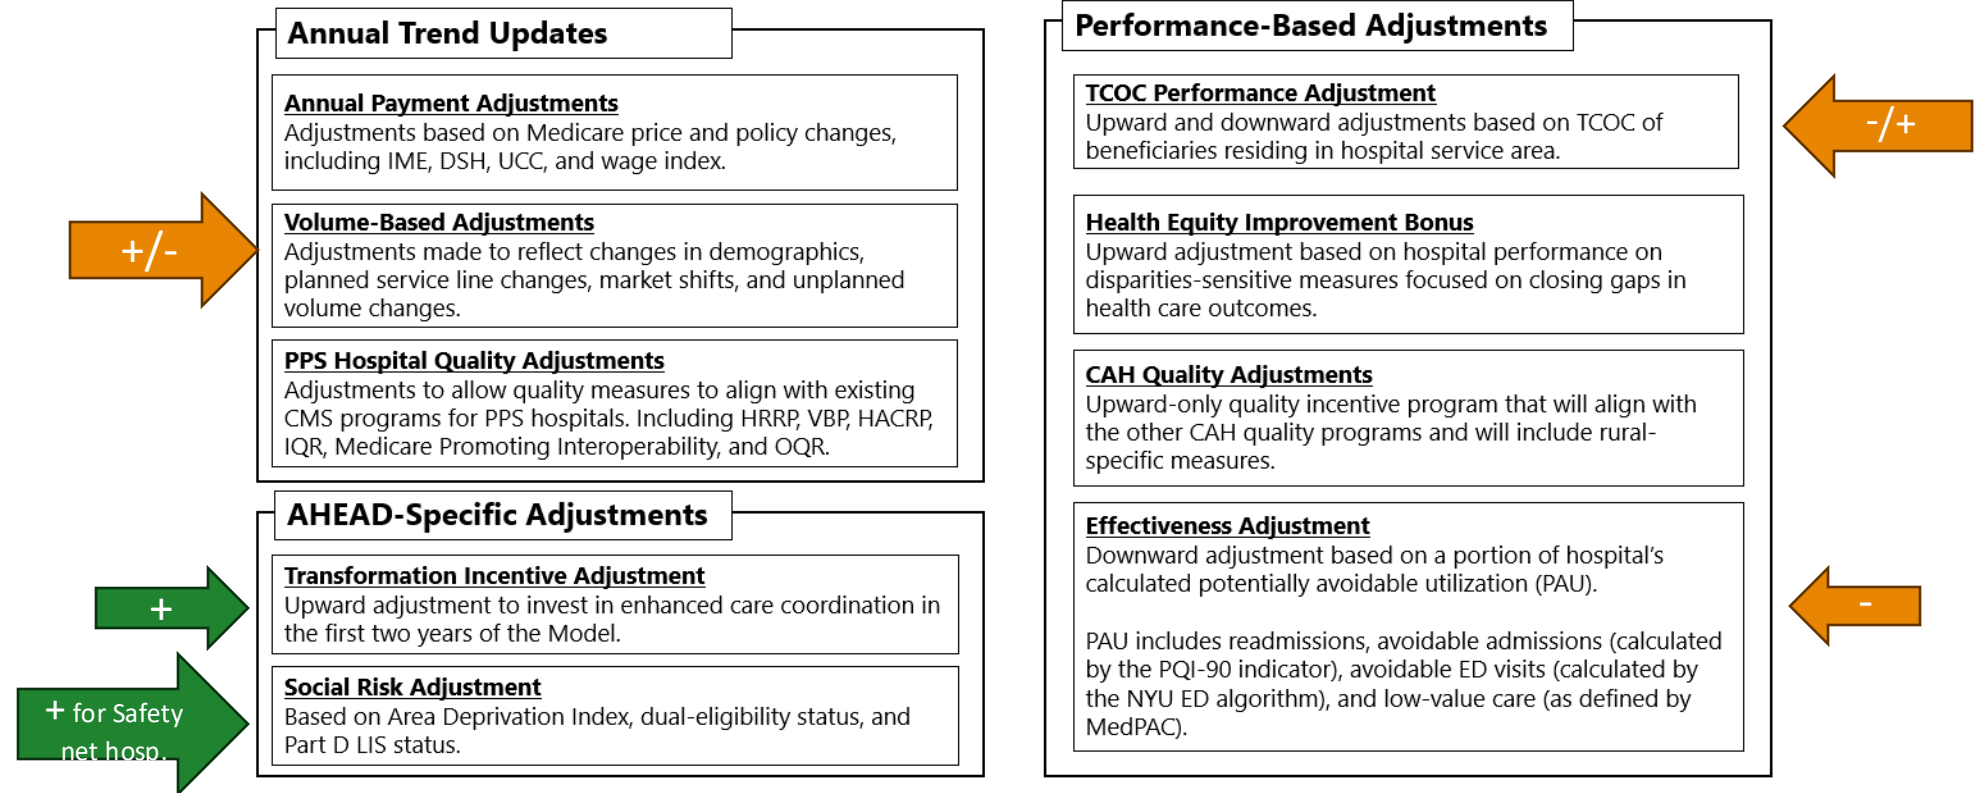 Annual Trend Updates
Annual Payment Adjustments
Adjustments based on Medicare price and policy changes,
including IME, DSH, UCC, and wage index.
+/-
Volume-Based Adjustments
Adjustments made to reflect changes in demographics,
planned service line changes, market shifts, and unplanned
volume changes.
PPS Hospital Quality Adjustments
Adjustments to allow quality measures to align with existing
CMS programs for PPS hospitals. Including HRRP, VBP, HACRP,
IQR, Medicare Promoting Interoperability, and OQR.
AHEAD-Specific Adjustments
+
Transformation Incentive Adjustment
Upward adjustment to invest in enhanced care coordination in
the first two years of the Model.
+ for Safety
net hosp.
Social Risk Adjustment
Based on Area Deprivation Index, dual-eligibility status, and
Part D LIS status.
Performance-Based Adjustments
TCOC Performance Adjustment
Upward and downward adjustments based on TCOC of
beneficiaries residing in hospital service area.
-/+
Health Equity Improvement Bonus
Upward adjustment based on hospital performance on
disparities-sensitive measures focused on closing gaps in
health care outcomes.
CAH Quality Adjustments
Upward-only quality incentive program that will align with
the other CAH quality programs and will include rural-
specific measures.
Effectiveness Adjustment
Downward adjustment based on a portion of hospital's
calculated potentially avoidable utilization (PAU).
PAU includes readmissions, avoidable admissions (calculated
by the PQI-90 indicator), avoidable ED visits (calculated by
the NYU ED algorithm), and low-value care (as defined by
MedPAC).
-